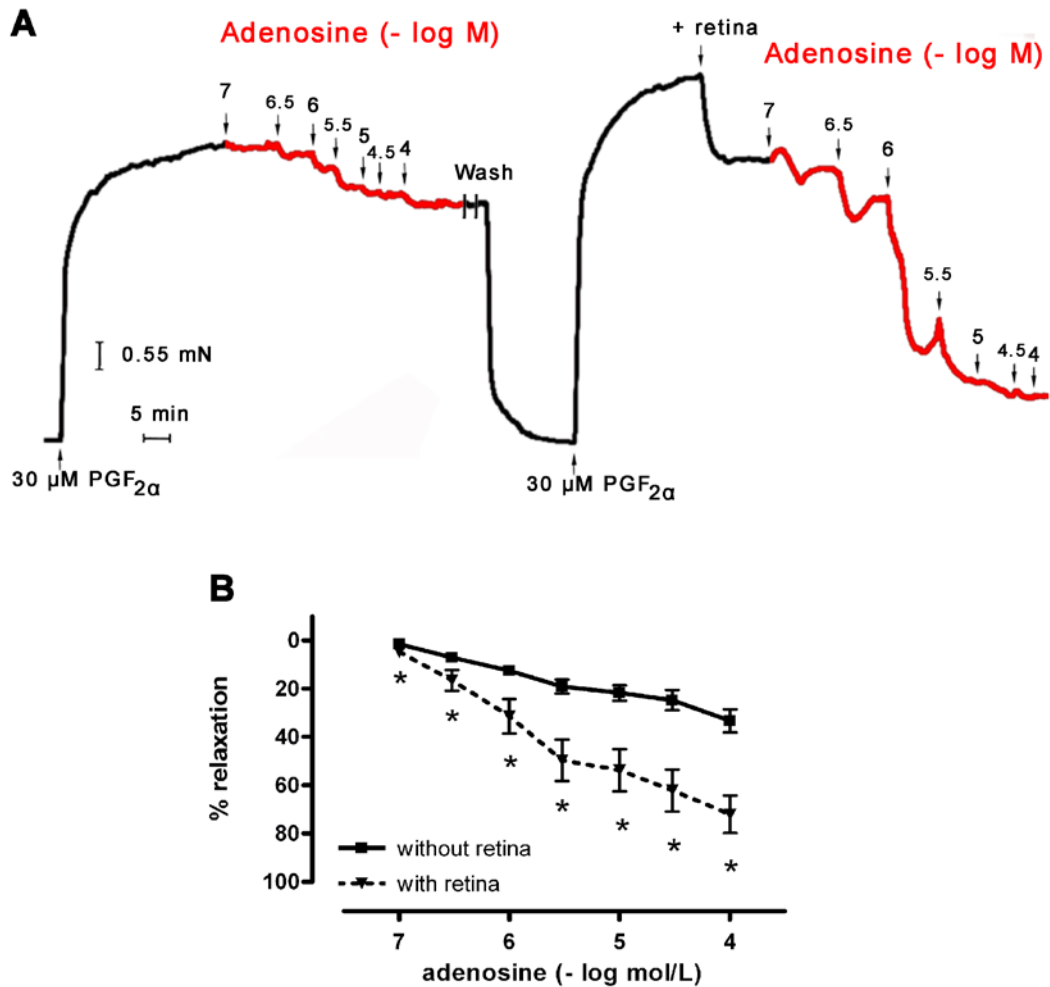 A
Adenosine (- log M)
7
6.5
6
5.5
5
4.5
4
Wash
0.55 mN
5 min
30 µM PGF2α
+ retina
Adenosine (- log M)
7
6.5
6
5.5
5
4.5
4
30 µM PGF2α
B
% relaxation
0
20
40
60
80
100
*
*
*
*
*
*
*
without retina
with retina
7 6 5 4
adenosine (- log mol/L)